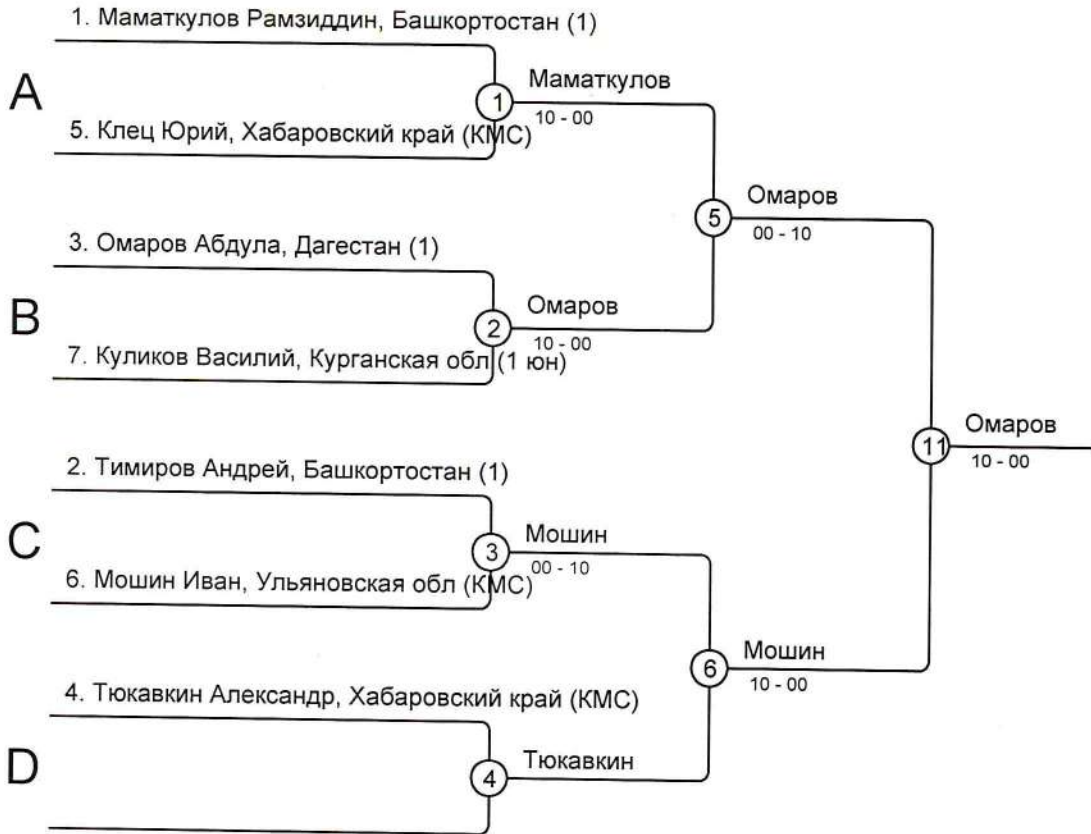 1. Маматкулов Рамзиддин, Башкортостан (1)
A
1
Маматкулов
10 - 00
5. Клец Юрий, Хабаровский край (КМС)
5
Омаров
00 - 10
3. Омаров Абдула, Дагестан (1)
B
2
Омаров
10 - 00
7. Куликов Василий, Курганская обл (1 юн)
11
Омаров
10 - 00
2. Тимиров Андрей, Башкортостан (1)
C
3
Мошин
00 - 10
6. Мошин Иван, Ульяновская обл (КМС)
6
Мошин
10 - 00
4. Тюкавкин Александр, Хабаровский край (КМС)
D
4
Тюкавкин